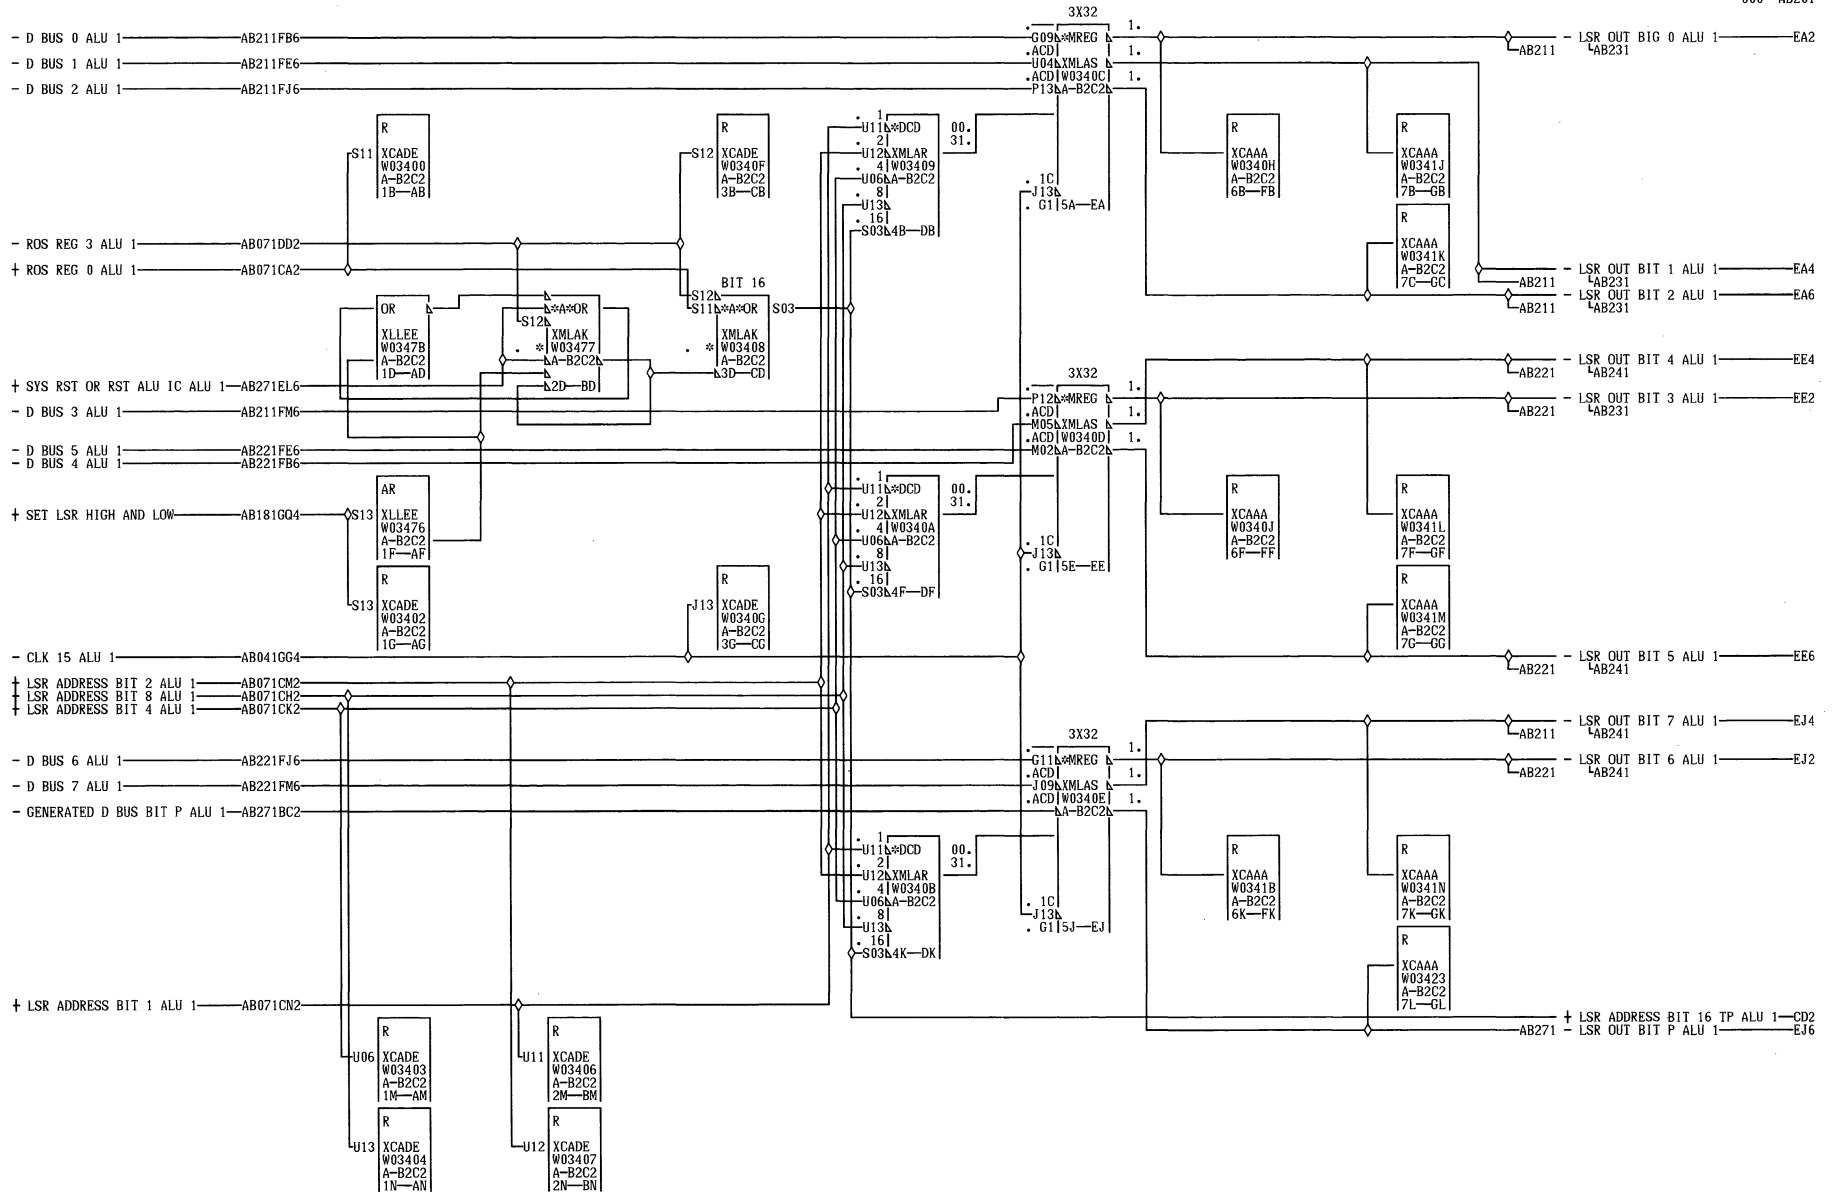 - D BUS 0 ALU 1 AB211FB6
- D BUS 1 ALU 1 AB211FE6
- D BUS 2 ALU 1 AB211FJ6
3X32
. 1.
G09 *MREG
.ACD 1.
U04 XMLAS
.ACD W0340C 1.
P13 A-B2C2
. 1C
J13
. G1 5A—EA
AB211
- LSR OUT BIG 0 ALU 1 EA2
AB231
R
S11 XCADE
W03400
A-B2C2
1B—AB
R
S12 XCADE
W0340F
A-B2C2
3B—CB
. 1
U11 *DCD 00.
. 2 31.
U12 XMLAR
. 4 W03409
U06 A-B2C2
. 8
U13
. 16
S03 4B—DB
R
XCAAA
W0340H
A-B2C2
6B—FB
R
XCAAA
W0341J
A-B2C2
7B—GB
R
XCAAA
W0341K
A-B2C2
7C—GC
- ROS REG 3 ALU 1 AB071DD2
+ ROS REG 0 ALU 1 AB071CA2
AB211
- LSR OUT BIT 1 ALU 1 EA4
AB231
AB211
- LSR OUT BIT 2 ALU 1 EA6
AB231
OR
XLLEE
W0347B
A-B2C2
1D—AD
*A*OR
S12
XMLAK
. * W03477
A-B2C2
2D—BD
BIT 16
S12
S11 *A*OR S03
XMLAK
. * W03408
A-B2C2
3D—CD
+ SYS RST OR RST ALU IC ALU 1 AB271EL6
- D BUS 3 ALU 1 AB211FM6
- D BUS 5 ALU 1 AB221FE6
- D BUS 4 ALU 1 AB221FB6
3X32
. 1.
P12 *MREG
.ACD 1.
M05 XMLAS
.ACD W0340D 1.
M02 A-B2C2
. 1C
J13
. G1 5E—EE
AB221
- LSR OUT BIT 4 ALU 1 EE4
AB241
AB221
- LSR OUT BIT 3 ALU 1 EE2
AB231
+ SET LSR HIGH AND LOW AB181GQ4
AR
S13 XLLEE
W03476
A-B2C2
1F—AF
R
S13 XCADE
W03402
A-B2C2
1G—AG
R
J13 XCADE
W0340G
A-B2C2
3G—CG
. 1
U11 *DCD 00.
. 2 31.
U12 XMLAR
. 4 W0340A
U06 A-B2C2
. 8
U13
. 16
S03 4F—DF
R
XCAAA
W0340J
A-B2C2
6F—FF
R
XCAAA
W0341L
A-B2C2
7F—GF
R
XCAAA
W0341M
A-B2C2
7G—GG
- CLK 15 ALU 1 AB041GG4
+ LSR ADDRESS BIT 2 ALU 1 AB071CM2
+ LSR ADDRESS BIT 8 ALU 1 AB071CH2
+ LSR ADDRESS BIT 4 ALU 1 AB071CK2
AB221
- LSR OUT BIT 5 ALU 1 EE6
AB241
- D BUS 6 ALU 1 AB221FJ6
- D BUS 7 ALU 1 AB221FM6
- GENERATED D BUS BIT P ALU 1 AB271BC2
3X32
. 1.
G11 *MREG
.ACD 1.
J09 XMLAS
.ACD W0340E 1.
A-B2C2
. 1C
J13
. G1 5J—EJ
AB211
- LSR OUT BIT 7 ALU 1 EJ4
AB241
AB221
- LSR OUT BIT 6 ALU 1 EJ2
AB241
. 1
U11 *DCD 00.
. 2 31.
U12 XMLAR
. 4 W0340B
U06 A-B2C2
. 8
U13
. 16
S03 4K—DK
R
XCAAA
W0341B
A-B2C2
6K—FK
R
XCAAA
W0341N
A-B2C2
7K—GK
R
XCAAA
W03423
A-B2C2
7L—GL
+ LSR ADDRESS BIT 1 ALU 1 AB071CN2
+ LSR ADDRESS BIT 16 TP ALU 1 CD2
AB271 - LSR OUT BIT P ALU 1 EJ6
R
U06 XCADE
W03403
A-B2C2
1M—AM
R
U11 XCADE
W03406
A-B2C2
2M—BM
R
U13 XCADE
W03404
A-B2C2
1N—AN
R
U12 XCADE
W03407
A-B2C2
2N—BN